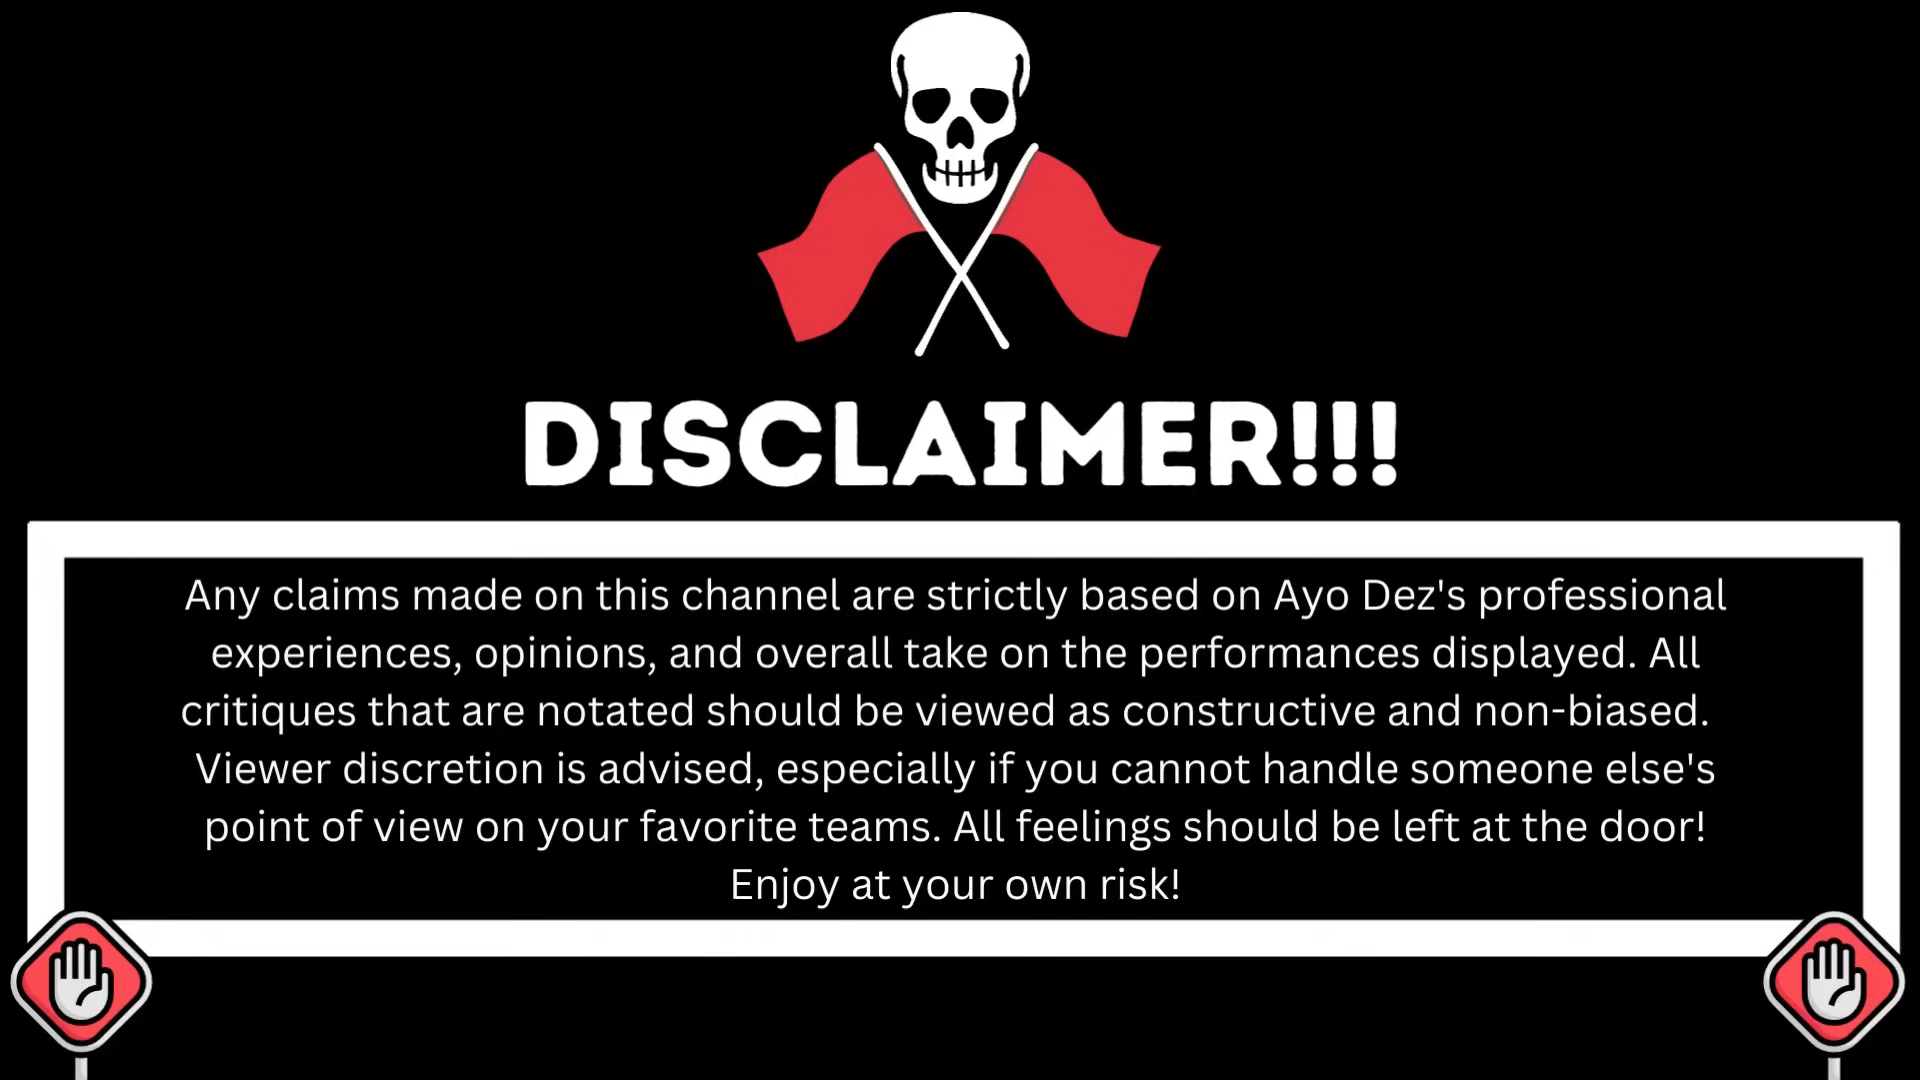 DISCLAIMER!!!
Any claims made on this channel are strictly based on Ayo Dez's professional
experiences, opinions, and overall take on the performances displayed. All
critiques that are notated should be viewed as constructive and non-biased.
Viewer discretion is advised, especially if you cannot handle someone else's
point of view on your favorite teams. All feelings should be left at the door!
Enjoy at your own risk!